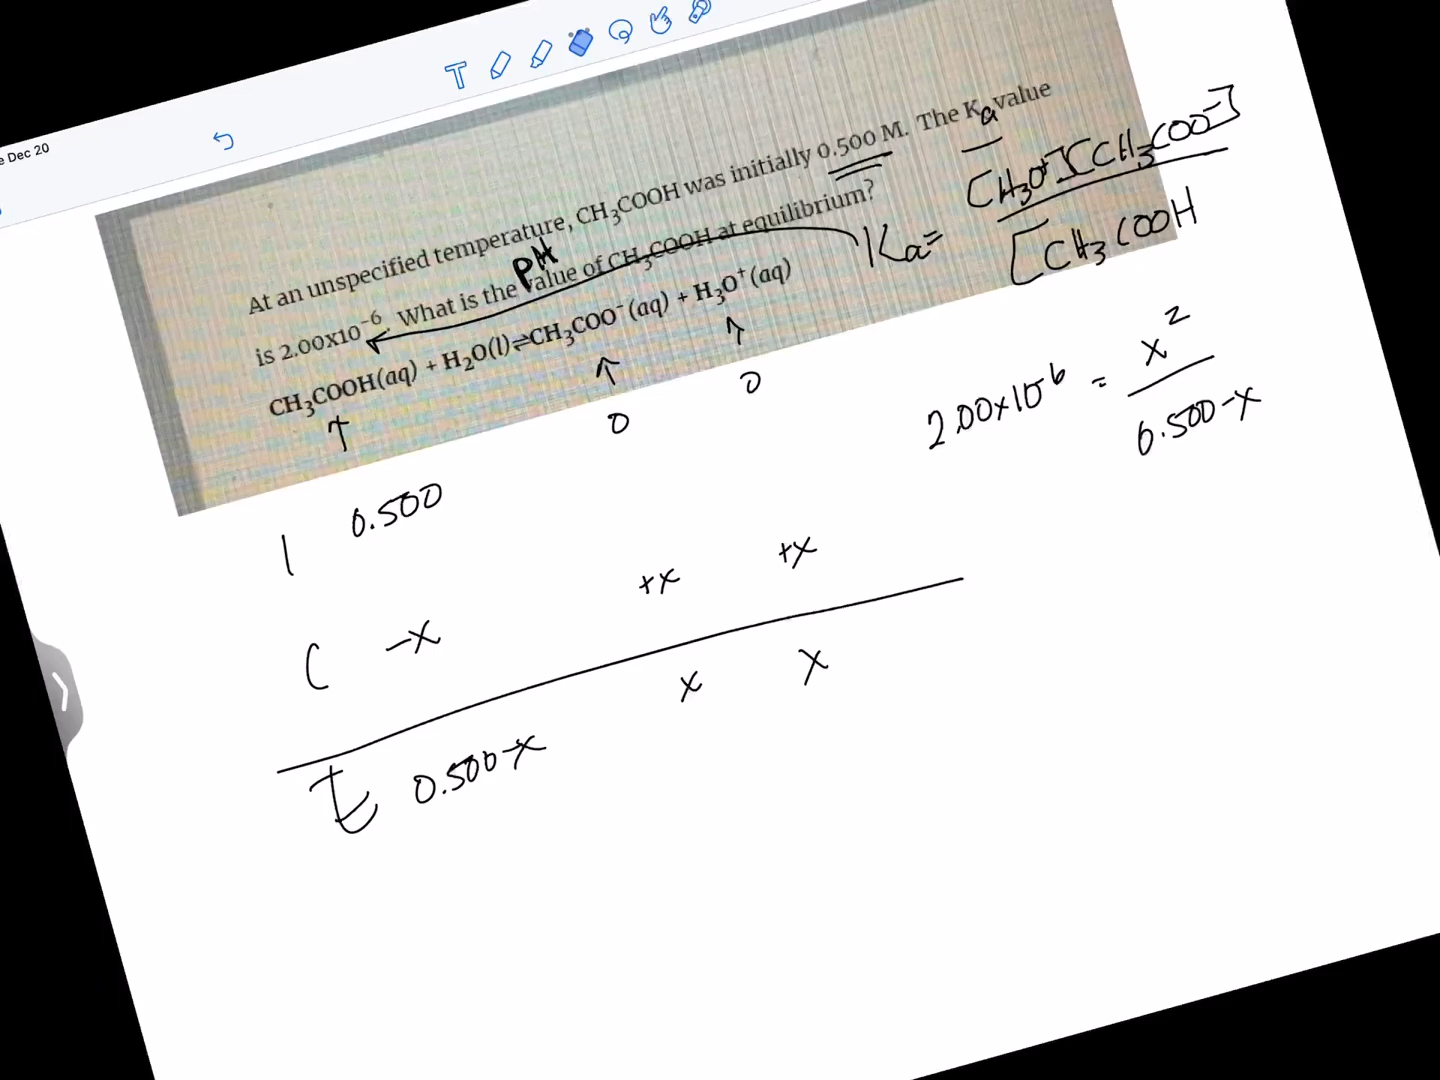 e Dec 20
At an unspecified temperature, CH₃COOH was initially 0.500 M. The Ka value
is 2.00x10⁻⁶. What is the pH value of CH₃COOH at equilibrium?
CH₃COOH(aq) + H₂O(l)⇌CH₃COO⁻(aq) + H₃O⁺(aq)
Ka= [H₃O⁺][CH₃COO⁻]
[CH₃COOH
0 0
2.00x10⁻⁶ = x²
0.500-x
I 0.500
C -x +x +x
E 0.500-x x x